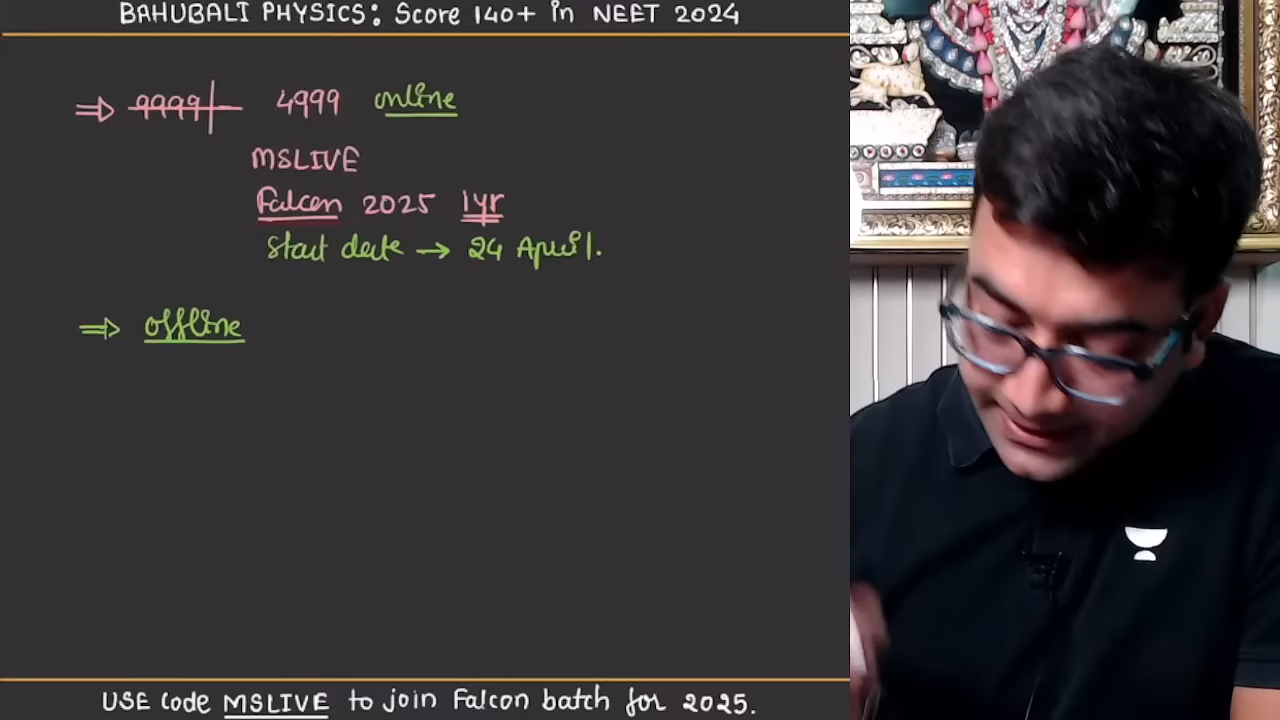 BAHUBALI PHYSICS: Score 140+ in NEET 2024
⇒ 9999/- 4999 online
MSLIVE
Falcon 2025 1yr
Start date → 24 April.
⇒ offline
USE Code MSLIVE to join Falcon batch for 2025.